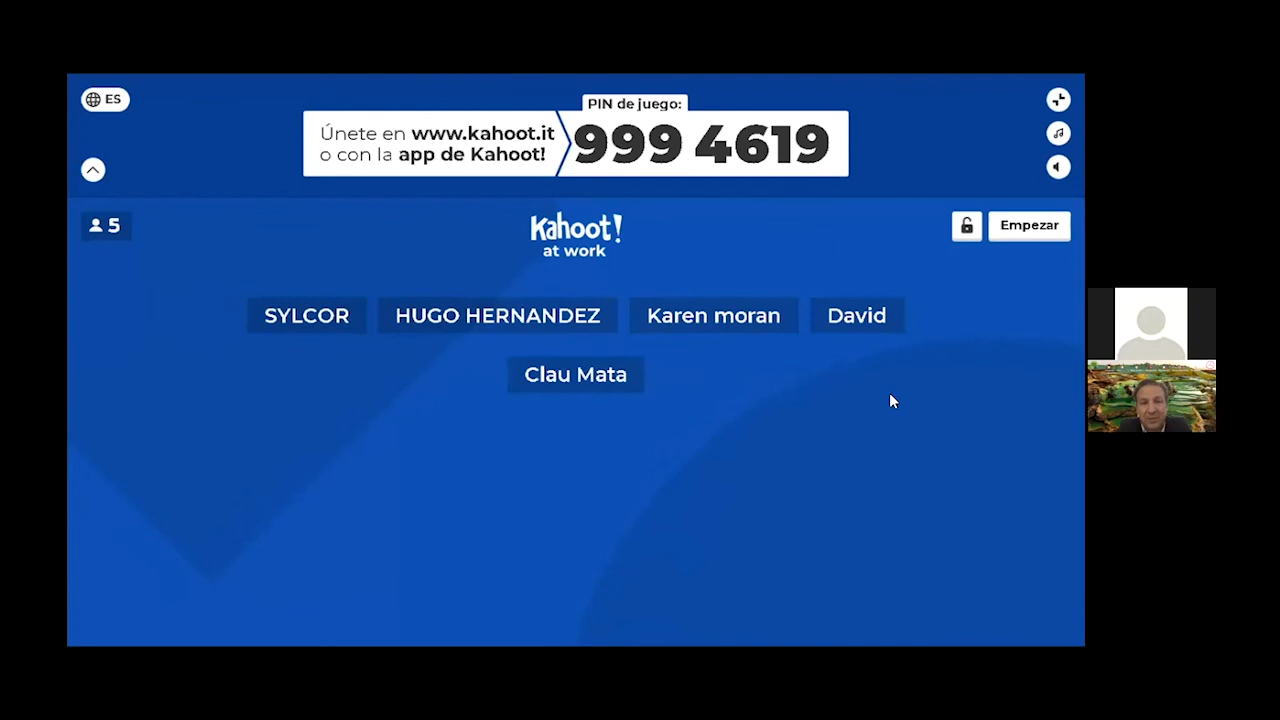 ES
PIN de juego:
Únete en www.kahoot.it
o con la app de Kahoot!
999 4619
5
Kahoot!
at work
Empezar
SYLCOR HUGO HERNANDEZ Karen moran David
Clau Mata